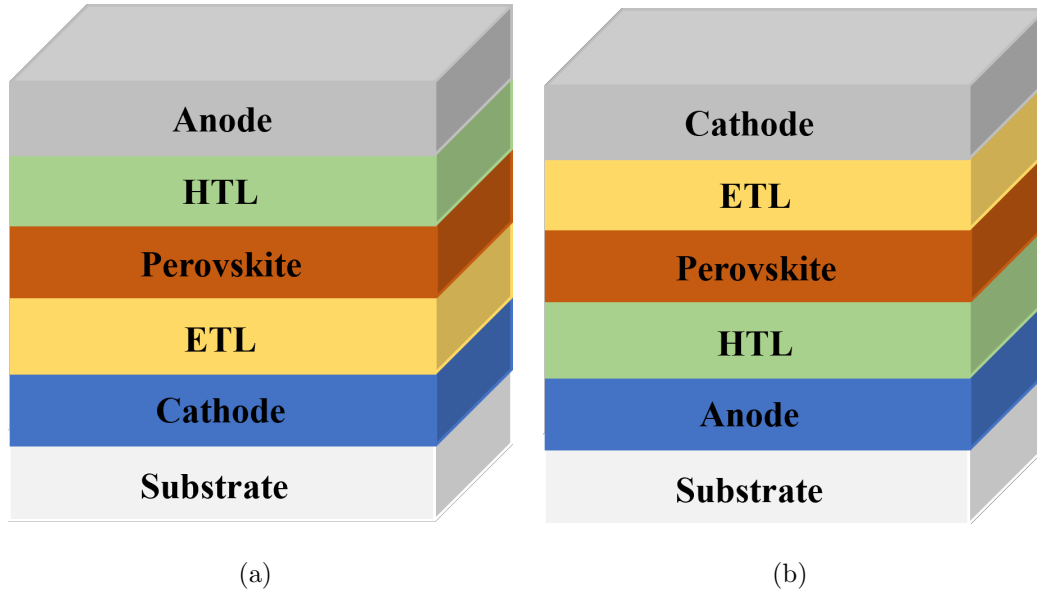 Anode
HTL
Perovskite
ETL
Cathode
Substrate
(a)
Cathode
ETL
Perovskite
HTL
Anode
Substrate
(b)